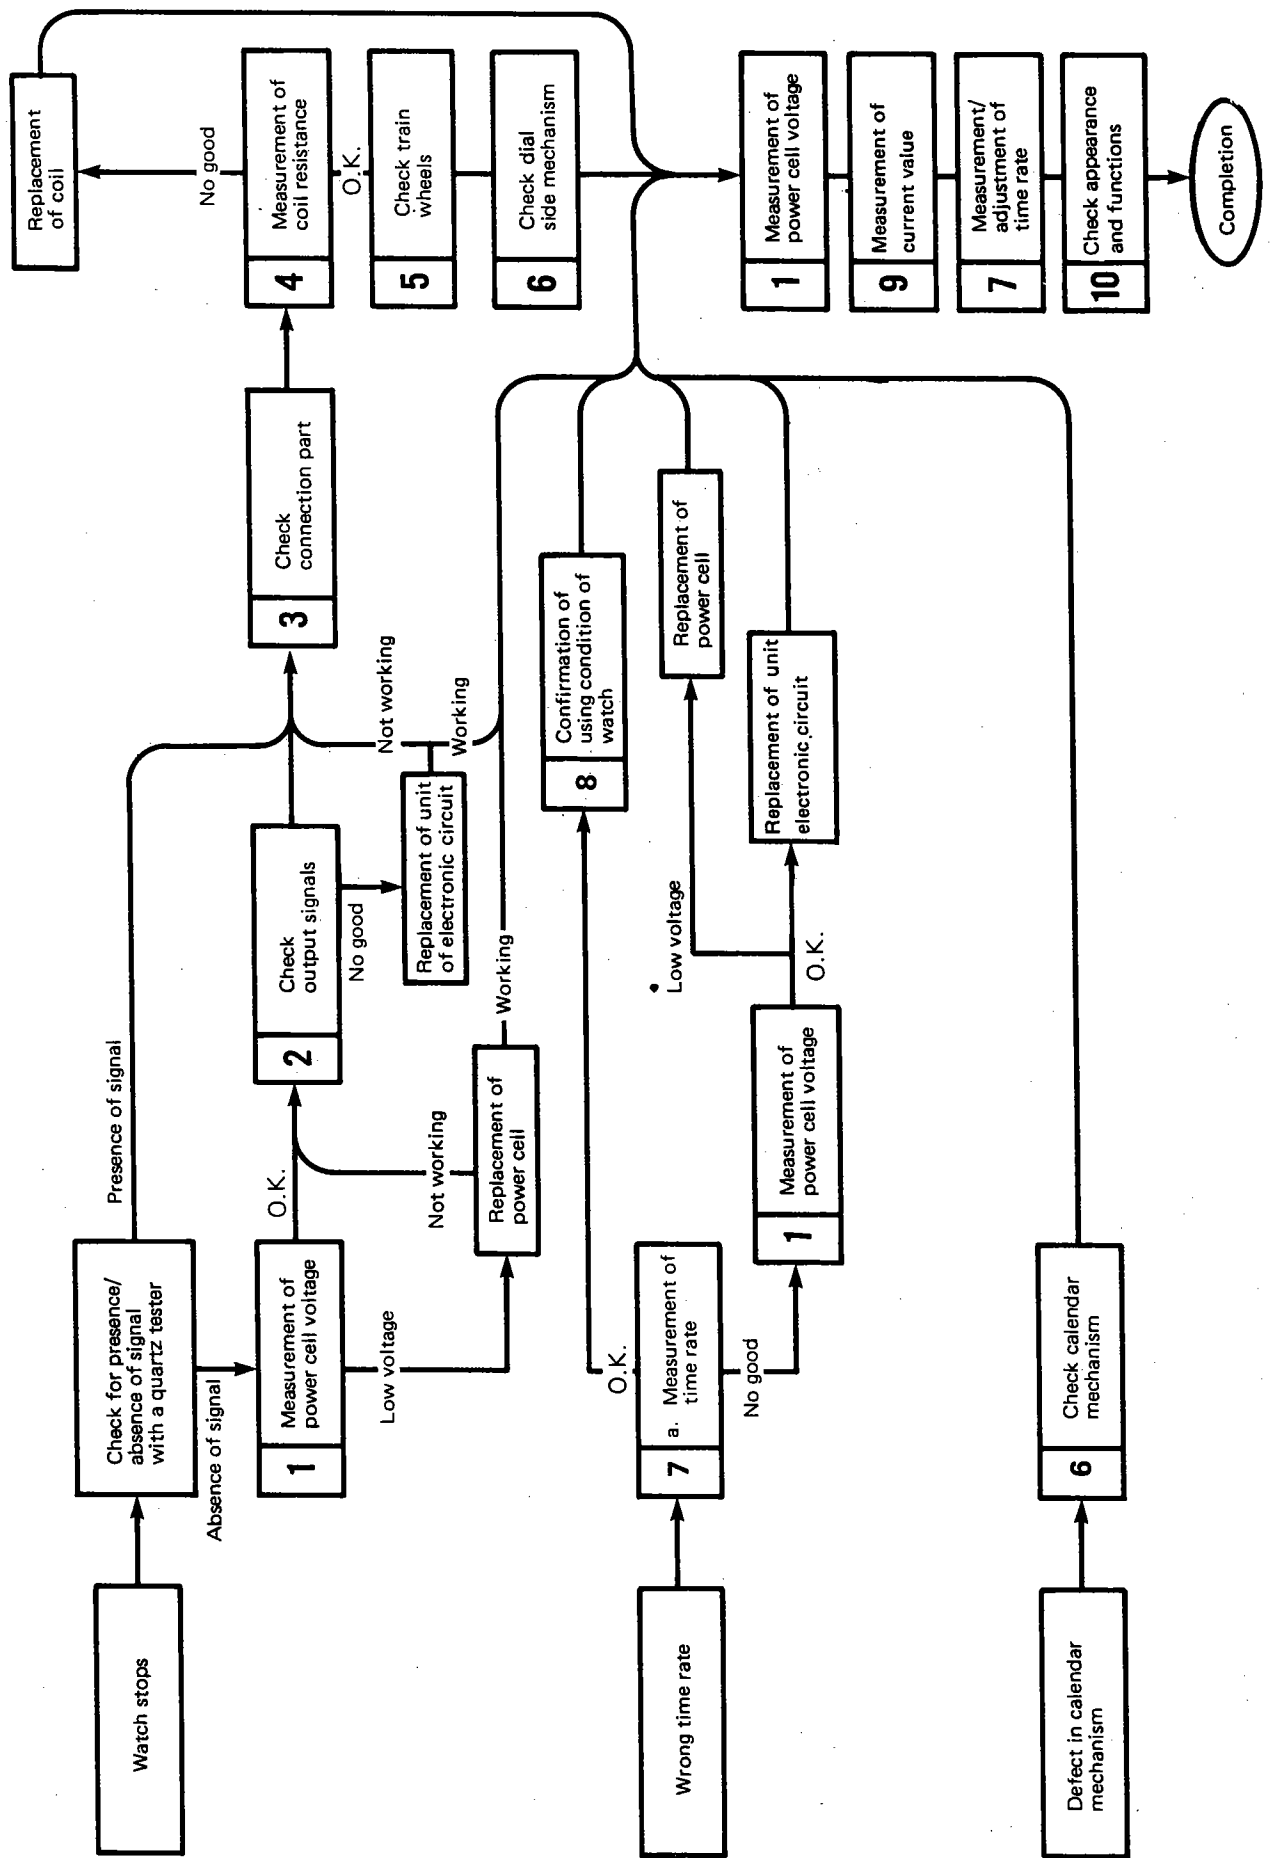 Watch stops
Check for presence/
absence of signal
with a quartz tester
Presence of signal
Absence of signal
1
Measurement of
power cell voltage
O.K.
Low voltage
Replacement of
power cell
Not working
Working
2
Check
output signals
No good
Replacement of unit
of electronic circuit
Not working
Working
3
Check
connection part
4
Measurement of
coil resistance
No good
Replacement
of coil
O.K.
5
Check train
wheels
6
Check dial
side mechanism
Wrong time rate
7
a. Measurement of
time rate
O.K.
8
Confirmation of
using condition of
watch
No good
1
Measurement of
power cell voltage
Low voltage
Replacement of
power cell
O.K.
Replacement of unit
electronic circuit
Defect in calendar
mechanism
6
Check calendar
mechanism
1
Measurement of
power cell voltage
9
Measurement of
current value
7
Measurement/
adjustment of
time rate
10
Check appearance
and functions
Completion